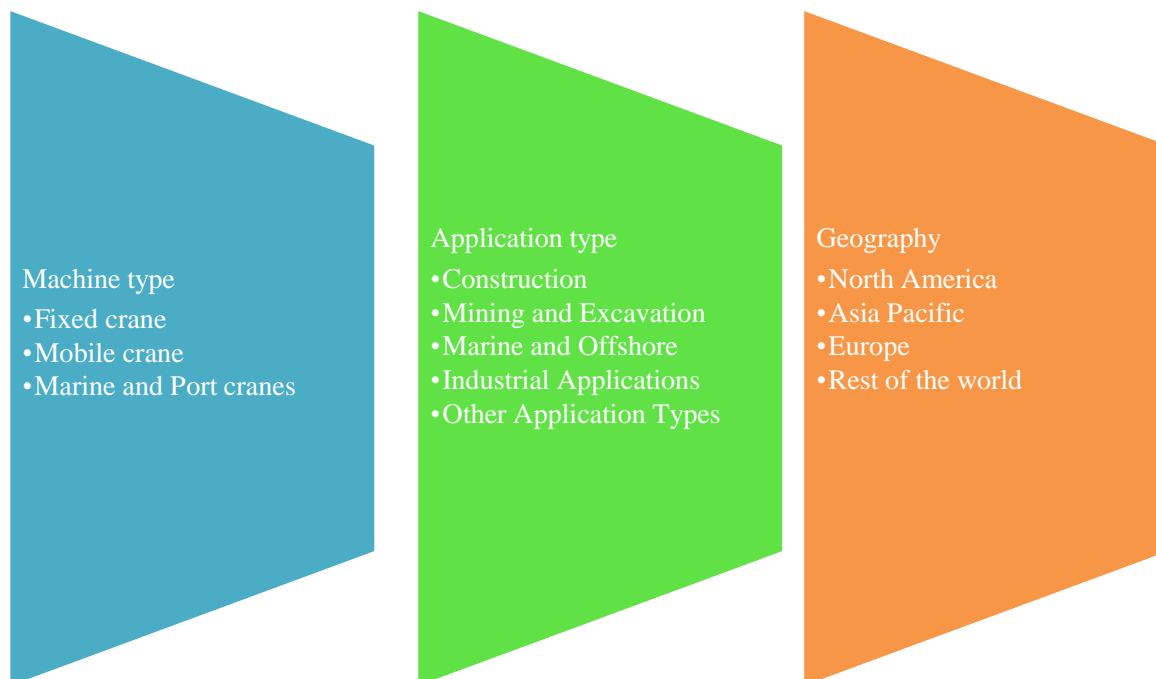 Machine type
•Fixed crane
•Mobile crane
•Marine and Port cranes
Application type
•Construction
•Mining and Excavation
•Marine and Offshore
•Industrial Applications
•Other Application Types
Geography
•North America
•Asia Pacific
•Europe
•Rest of the world